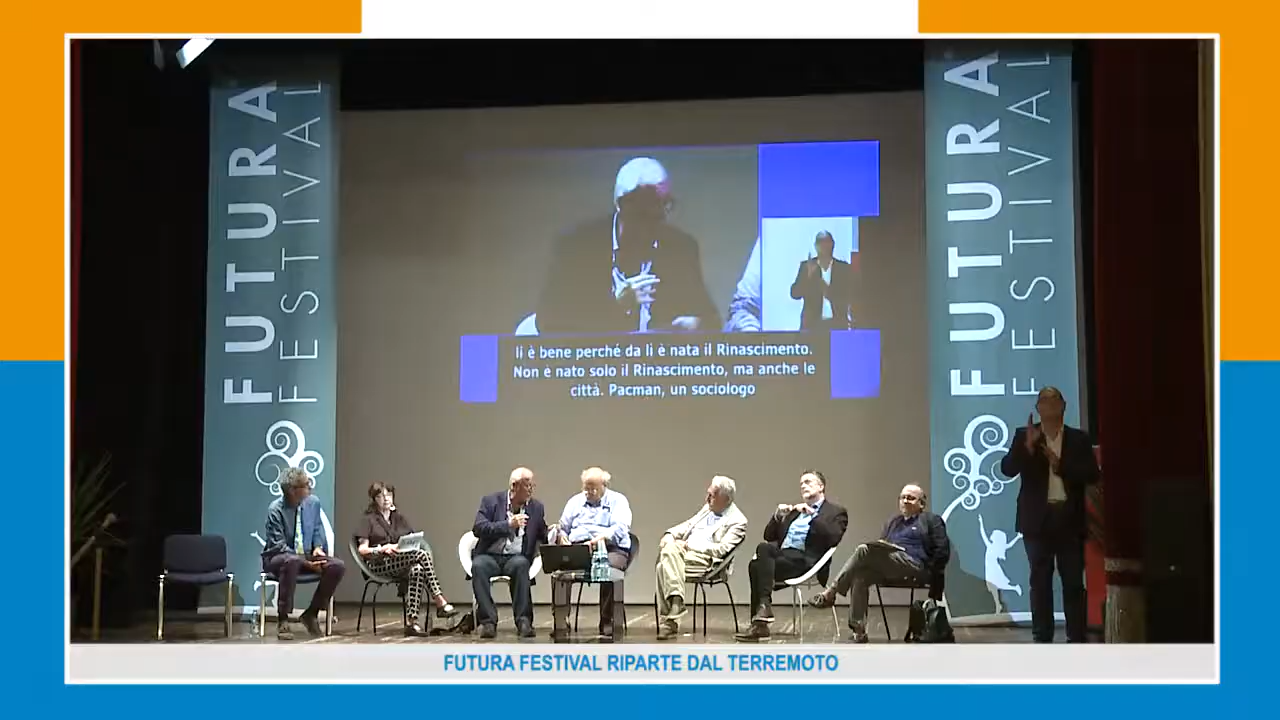 FUTURA
FESTIVAL
FUTURA
FESTIVAL
lì è bene perché da lì è nata il Rinascimento.
Non è nato solo il Rinascimento, ma anche le
città. Pacman, un sociologo
FUTURA FESTIVAL RIPARTE DAL TERREMOTO